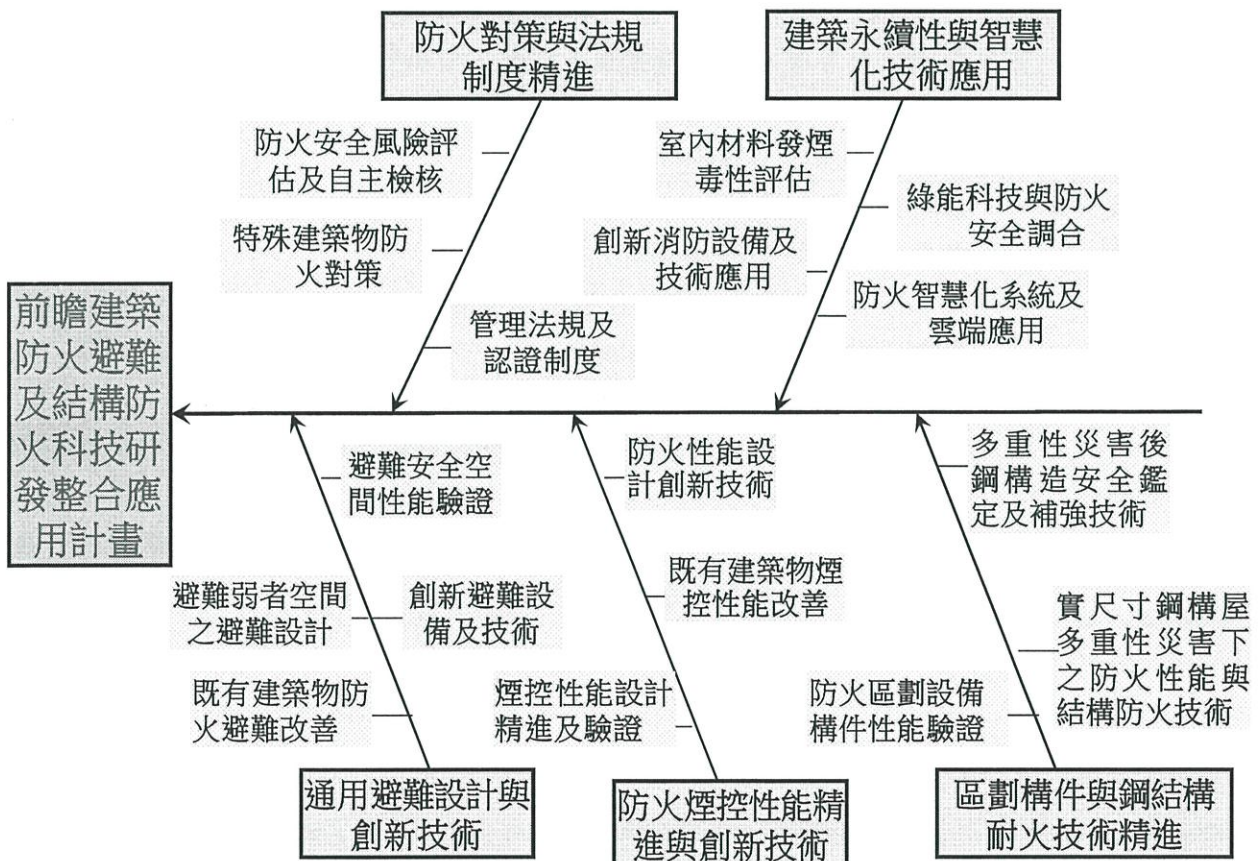 防火對策與法規
制度精進
建築永續性與智慧
化技術應用
防火安全風險評
估及自主檢核
特殊建築物防
火對策
管理法規及
認證制度
室內材料發煙
毒性評估
創新消防設備及
技術應用
綠能科技與防火
安全調合
防火智慧化系統及
雲端應用
前瞻建築
防火避難
及結構防
火科技研
發整合應
用計畫
避難安全空
間性能驗證
避難弱者空間
之避難設計
創新避難設
備及技術
既有建築物防
火避難改善
通用避難設計與
創新技術
防火性能設
計創新技術
既有建築物煙
控性能改善
煙控性能設計
精進及驗證
防火煙控性能精
進與創新技術
多重性災害後
鋼構造安全鑑
定及補強技術
實尺寸鋼構屋
多重性災害下
之防火性能與
結構防火技術
防火區劃設備
構件性能驗證
區劃構件與鋼結構
耐火技術精進